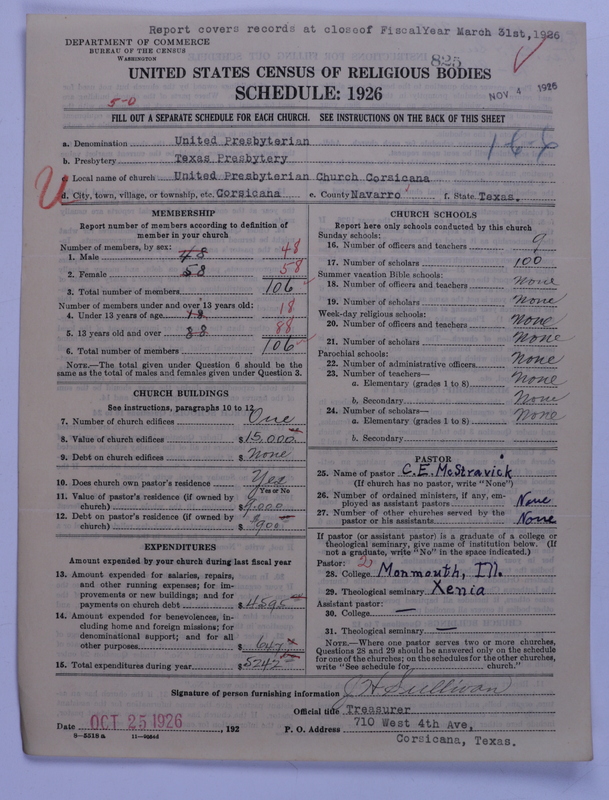 Report covers records at closeof FiscalYear March 31st,1926
DEPARTMENT OF COMMERCE
BUREAU OF THE CENSUS
WASHINGTON
825
UNITED STATES CENSUS OF RELIGIOUS BODIES
SCHEDULE: 1926
NOV 4 1926
5-0
FILL OUT A SEPARATE SCHEDULE FOR EACH CHURCH. SEE INSTRUCTIONS ON THE BACK OF THIS SHEET
a. Denomination United Presbyterian
b. Presbytery Texas Presbytery
c. Local name of church United Presbyterian Church Corsicana
d. City, town, village, or township, etc. Corsicana e. County Navarro f. State Texas.
MEMBERSHIP
Report number of members according to definition of
member in your church
Number of members, by sex:
1. Male 48 48
2. Female 58 58
3. Total number of members 106
Number of members under and over 13 years old:
4. Under 13 years of age 18 18
5. 13 years old and over 88 88
6. Total number of members 106
NOTE.—The total given under Question 6 should be the
same as the total of males and females given under Question 3.
CHURCH BUILDINGS
See instructions, paragraphs 10 to 12
7. Number of church edifices One
8. Value of church edifices $15,000
9. Debt on church edifices $ None
10. Does church own pastor's residence Yes
Yes or No
11. Value of pastor's residence (if owned by
church) $ 9,000
12. Debt on pastor's residence (if owned by
church) $ 900
EXPENDITURES
Amount expended by your church during last fiscal year
13. Amount expended for salaries, repairs,
and other running expenses; for im-
provements or new buildings; and for
payments on church debt $4595
14. Amount expended for benevolences, in-
cluding home and foreign missions; for
denominational support; and for all
other purposes $ 647
15. Total expenditures during year $5242
CHURCH SCHOOLS
Report here only schools conducted by this church
Sunday schools:
16. Number of officers and teachers 9
17. Number of scholars 100
Summer vacation Bible schools:
18. Number of officers and teachers None
19. Number of scholars None
Week-day religious schools:
20. Number of officers and teachers None
21. Number of scholars None
Parochial schools:
22. Number of administrative officers None
23. Number of teachers—
a. Elementary (grades 1 to 8) None
b. Secondary None
24. Number of scholars—
a. Elementary (grades 1 to 8) None
b. Secondary
PASTOR
25. Name of pastor C.E. McStravick
(If church has no pastor, write "None")
26. Number of ordained ministers, if any, em-
ployed as assistant pastors None
27. Number of other churches served by the
pastor or his assistants None
If pastor (or assistant pastor) is a graduate of a college or
theological seminary, give name of institution below. (If
not a graduate, write "No" in the space indicated.)
Pastor: 2
28. College Monmouth, Ill.
29. Theological seminary Xenia
Assistant pastor:
30. College —
31. Theological seminary —
NOTE.—Where one pastor serves two or more churches,
Questions 28 and 29 should be answered only on the schedule
for one of the churches; on the schedules for the other churches,
write "See schedule for church."
Signature of person furnishing information J H Sullivan
Official title Treasurer
Date OCT 25 1926, 192 P. O. Address 710 West 4th Ave,
Corsicana, Texas.
8—5518 a